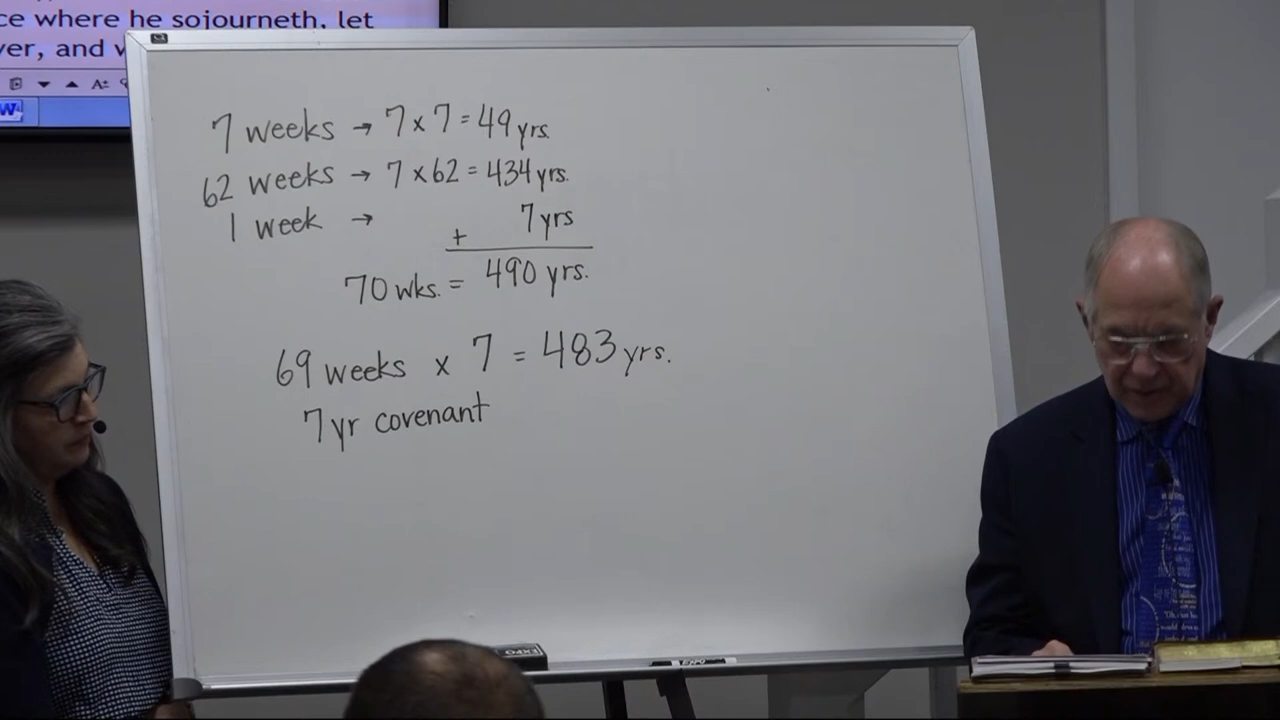 ce where he sojourneth, let
ver, and
W
7 weeks → 7 x 7 = 49 yrs.
62 weeks → 7 x 62 = 434 yrs.
1 week → 7 yrs
+
70 wks. = 490 yrs.
69 weeks x 7 = 483 yrs.
7 yr covenant
EXPO
EXPO